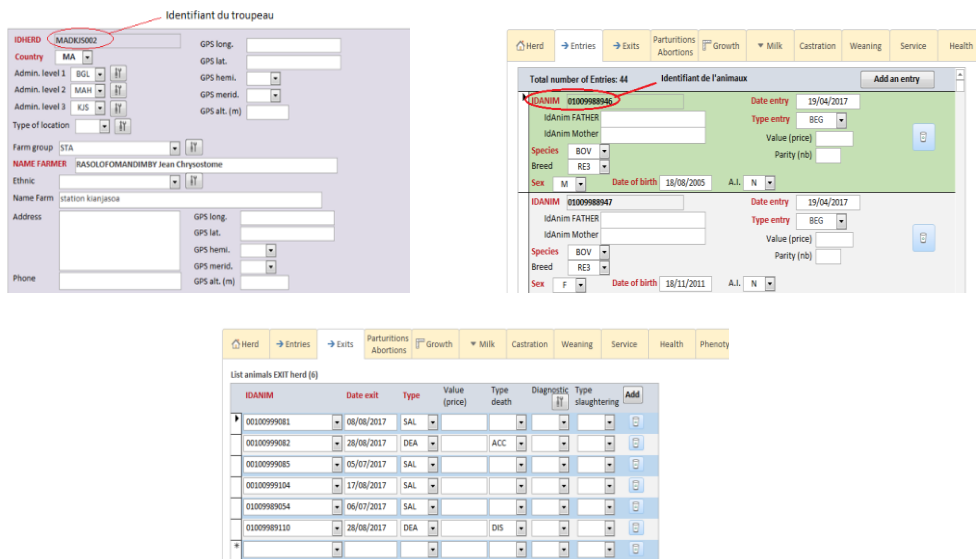 Identifiant du troupeau
IDHERD MADKJS002
Country MA
Admin. level 1 BGL
Admin. level 2 MAH
Admin. level 3 KJS
Type of location
GPS long.
GPS lat.
GPS hemi.
GPS merid.
GPS alt. (m)
Farm group STA
NAME FARMER RASOLOFOMANDIMBY Jean Chrysostome
Ethnic
Name Farm station kianjasoa
Address
Phone
GPS long.
GPS lat.
GPS hemi.
GPS merid.
GPS alt. (m)
Herd Entries Exits Parturitions Abortions Growth Milk Castration Weaning Service Health
Total number of Entries: 44 Identifiant de l'animaux Add an entry
IDANIM 01009988946 Date entry 19/04/2017
IdAnim FATHER Type entry BEG
IdAnim Mother Value (price)
Species BOV Parity (nb)
Breed RE3
Sex M Date of birth 18/08/2005 A.I. N
IDANIM 01009988947 Date entry 19/04/2017
IdAnim FATHER Type entry BEG
IdAnim Mother Value (price)
Species BOV Parity (nb)
Breed RE3
Sex F Date of birth 18/11/2011 A.I. N
Herd Entries Exits Parturitions Abortions Growth Milk Castration Weaning Service Health Phenoty
List animals EXIT herd (6)
IDANIM Date exit Type Value (price) Type death Diagnostic Type slaughtering Add
00100999081 08/08/2017 SAL
00100999082 28/08/2017 DEA ACC
00100999085 05/07/2017 SAL
00100999104 17/08/2017 SAL
01009989054 06/07/2017 SAL
01009989110 28/08/2017 DEA DIS